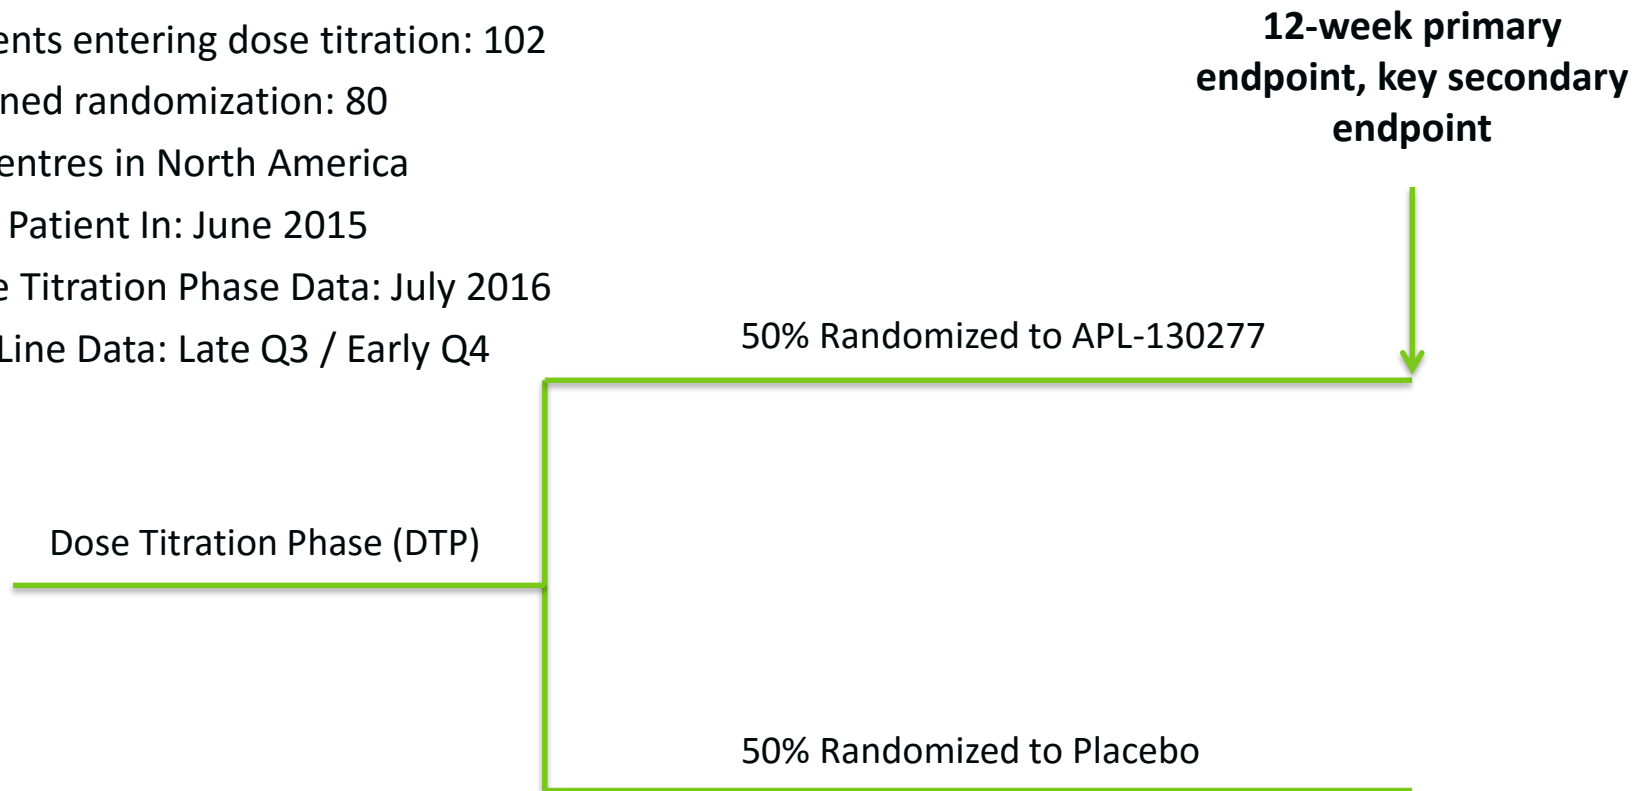 ents entering dose titration: 102
ned randomization: 80
entres in North America
Patient In: June 2015
e Titration Phase Data: July 2016
Line Data: Late Q3 / Early Q4
12-week primary
endpoint, key secondary
endpoint
50% Randomized to APL-130277
Dose Titration Phase (DTP)
50% Randomized to Placebo